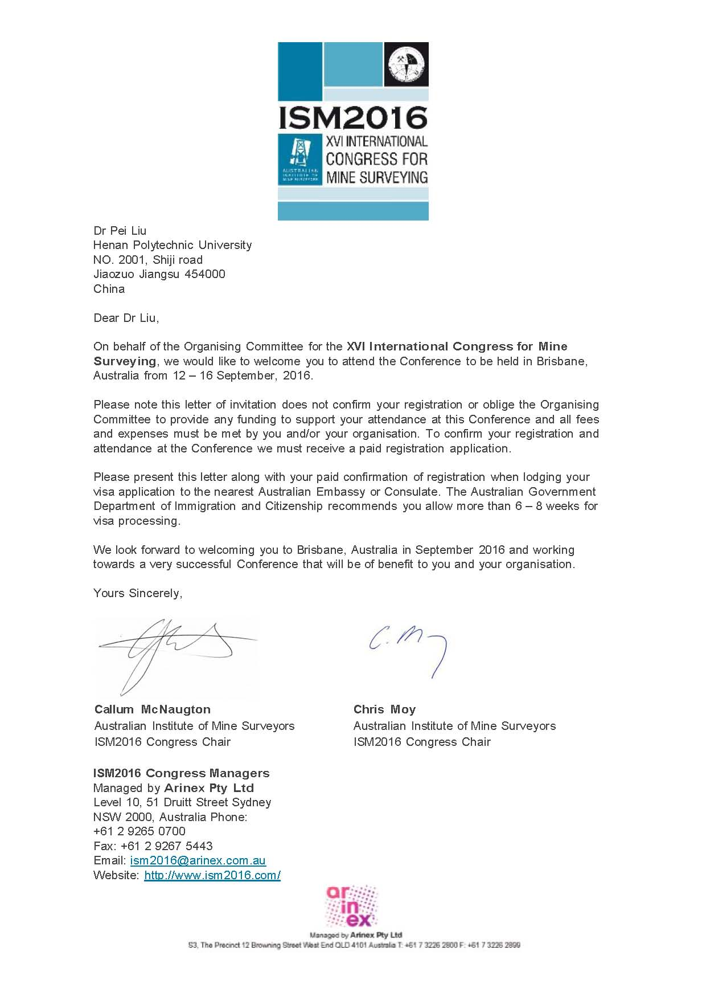 ISM2016
XVI INTERNATIONAL
CONGRESS FOR
MINE SURVEYING
AUSTRALIAN
INSTITUTE OF
MINE SURVEYORS
Dr Pei Liu
Henan Polytechnic University
NO. 2001, Shiji road
Jiaozuo Jiangsu 454000
China
Dear Dr Liu,
On behalf of the Organising Committee for the XVI International Congress for Mine
Surveying, we would like to welcome you to attend the Conference to be held in Brisbane,
Australia from 12 – 16 September, 2016.
Please note this letter of invitation does not confirm your registration or oblige the Organising
Committee to provide any funding to support your attendance at this Conference and all fees
and expenses must be met by you and/or your organisation. To confirm your registration and
attendance at the Conference we must receive a paid registration application.
Please present this letter along with your paid confirmation of registration when lodging your
visa application to the nearest Australian Embassy or Consulate. The Australian Government
Department of Immigration and Citizenship recommends you allow more than 6 – 8 weeks for
visa processing.
We look forward to welcoming you to Brisbane, Australia in September 2016 and working
towards a very successful Conference that will be of benefit to you and your organisation.
Yours Sincerely,
C. Moy
Callum McNaugton
Australian Institute of Mine Surveyors
ISM2016 Congress Chair
Chris Moy
Australian Institute of Mine Surveyors
ISM2016 Congress Chair
ISM2016 Congress Managers
Managed by Arinex Pty Ltd
Level 10, 51 Druitt Street Sydney
NSW 2000, Australia Phone:
+61 2 9265 0700
Fax: +61 2 9267 5443
Email: ism2016@arinex.com.au
Website: http://www.ism2016.com/
ar
in
ex
Managed by Arinex Pty Ltd
S3, The Precinct 12 Browning Street West End QLD 4101 Australia T: +61 7 3226 2800 F: +61 7 3226 2899